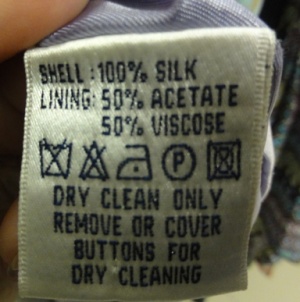 SHELL: 100% SILK
LINING: 50% ACETATE
50% VISCOSE
P
DRY CLEAN ONLY
REMOVE OR COVER
BUTTONS FOR
DRY CLEANING